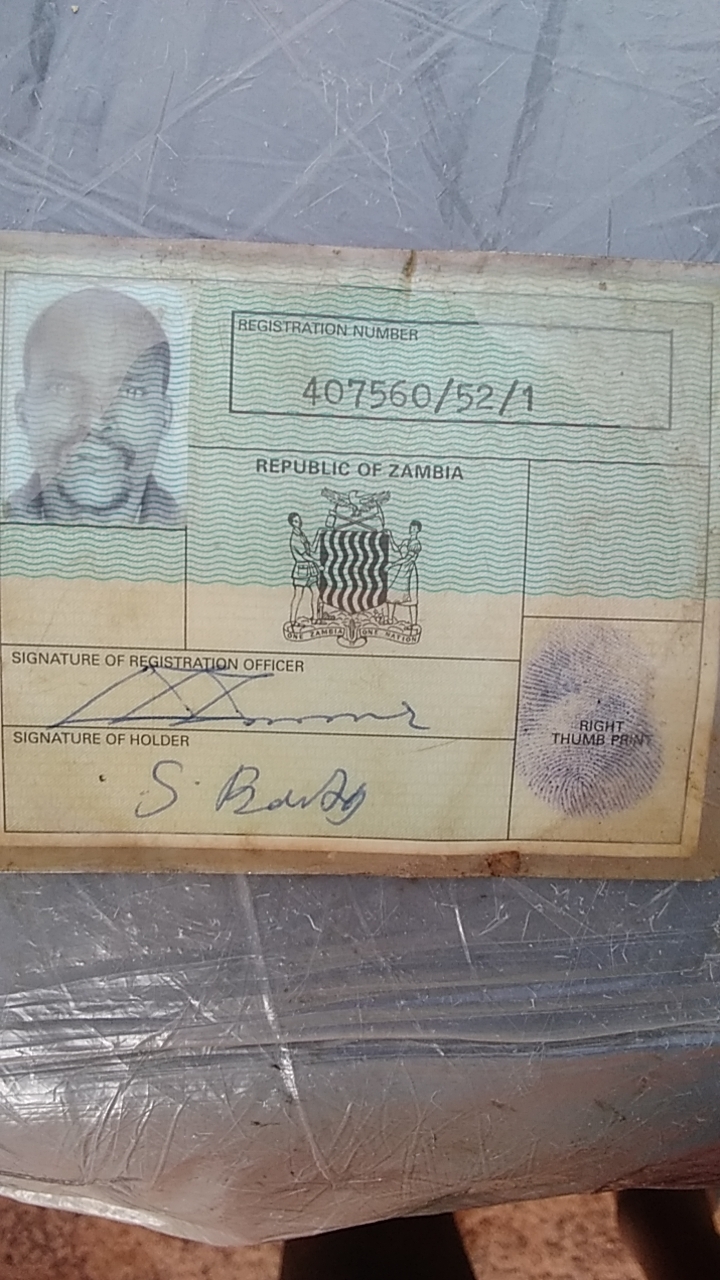 REGISTRATION NUMBER
407560/52/1
REPUBLIC OF ZAMBIA
ONE ZAMBIA ONE NATION
SIGNATURE OF REGISTRATION OFFICER
SIGNATURE OF HOLDER
S.
RIGHT
THUMB PRINT